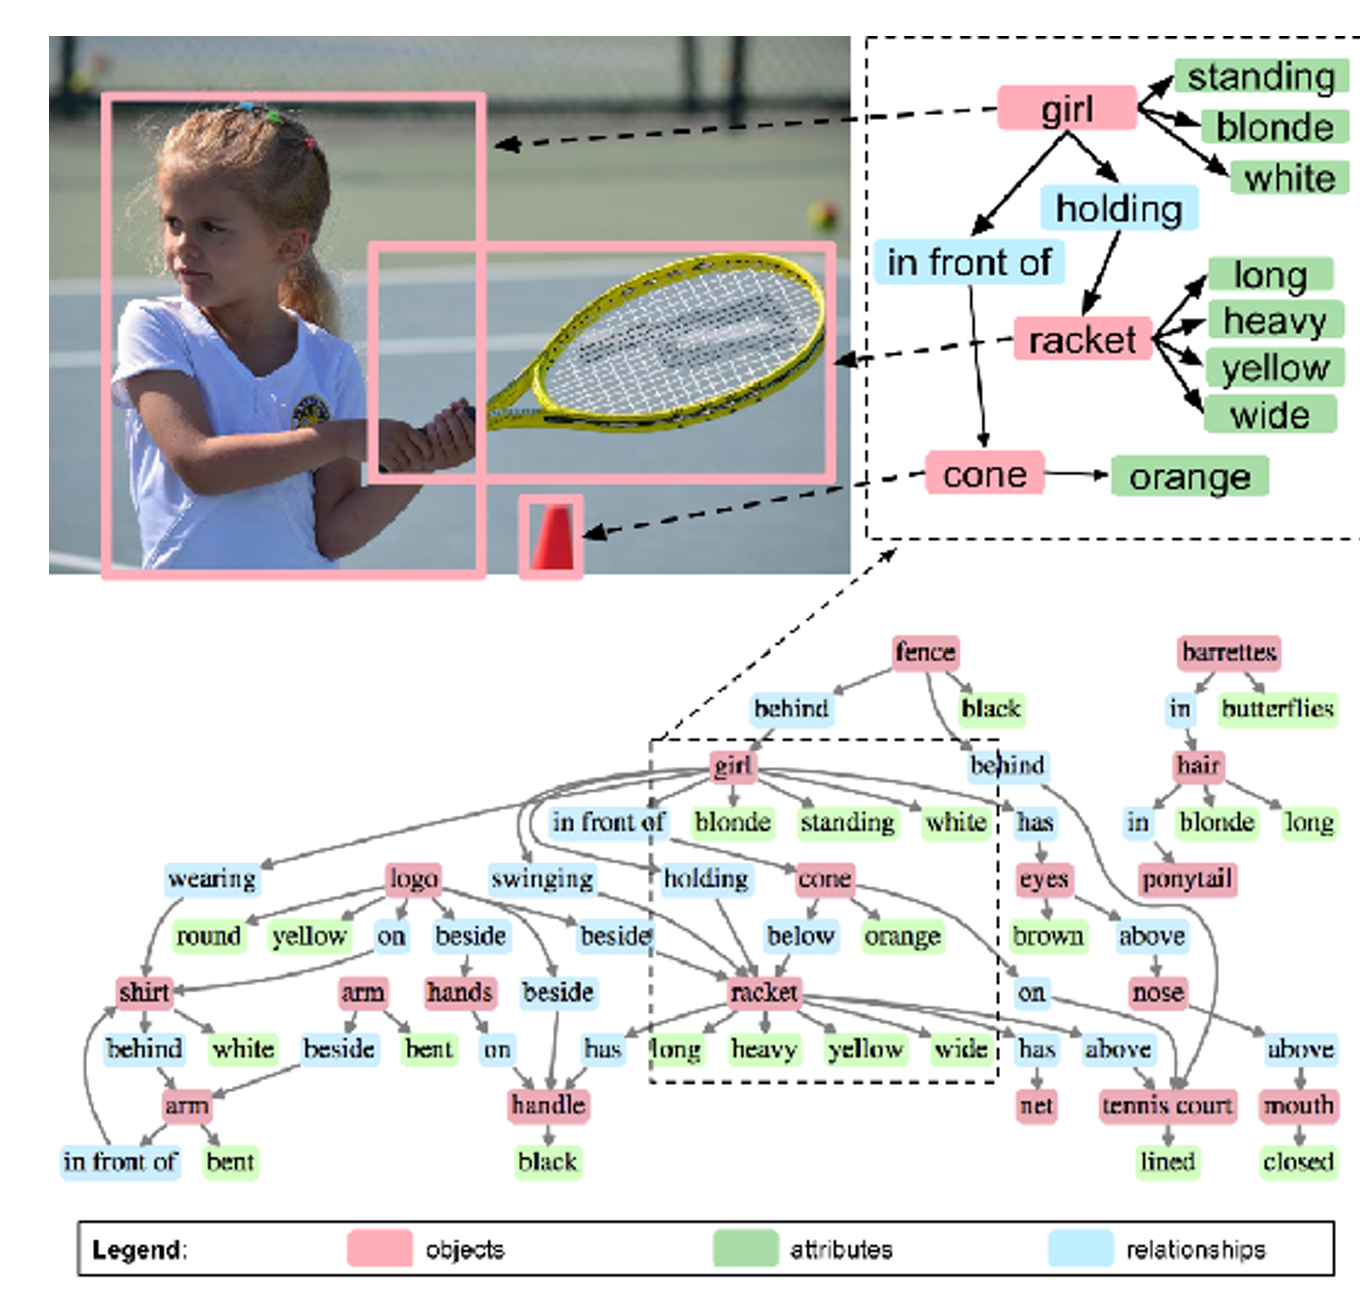 standing
girl
blonde
white
holding
in front of
long
heavy
racket
yellow
wide
cone
orange
fence
barrettes
behind
black
in
butterflies
girl
behind
hair
in front of
blonde
standing
white
has
in
blonde
long
wearing
logo
swinging
holding
cone
eyes
ponytail
round
yellow
on
beside
beside
below
orange
brown
above
shirt
arm
hands
beside
racket
on
nose
behind
white
beside
bent
on
has
long
heavy
yellow
wide
has
above
above
arm
handle
net
tennis court
mouth
in front of
bent
black
lined
closed
Legend: objects attributes relationships